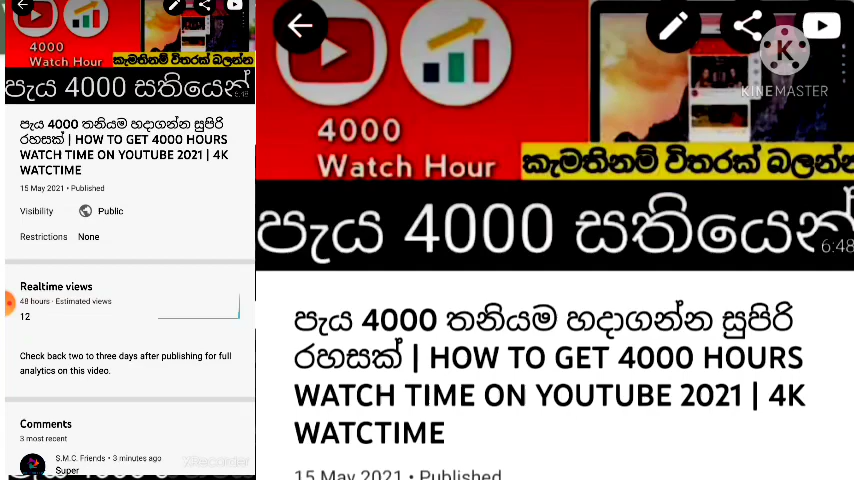 4000
Watch Hour
කැමතිනම් විතරක් බලන්න
පැය 4000 සතියෙන්
6:48
පැය 4000 තනියම හදාගන්න සුපිරි
රහසක් | HOW TO GET 4000 HOURS
WATCH TIME ON YOUTUBE 2021 | 4K
WATCTIME
15 May 2021 • Published
Visibility Public
Restrictions None
Realtime views
48 hours · Estimated views
12
Check back two to three days after publishing for full
analytics on this video.
Comments
3 most recent
S.M.C. Friends • 3 minutes ago
Super
XRecorder
K
KINEMASTER
4000
Watch Hour
කැමතිනම් විතරක් බලන්න
පැය 4000 සතියෙන්
6:48
පැය 4000 තනියම හදාගන්න සුපිරි
රහසක් | HOW TO GET 4000 HOURS
WATCH TIME ON YOUTUBE 2021 | 4K
WATCTIME
15 May 2021 • Published